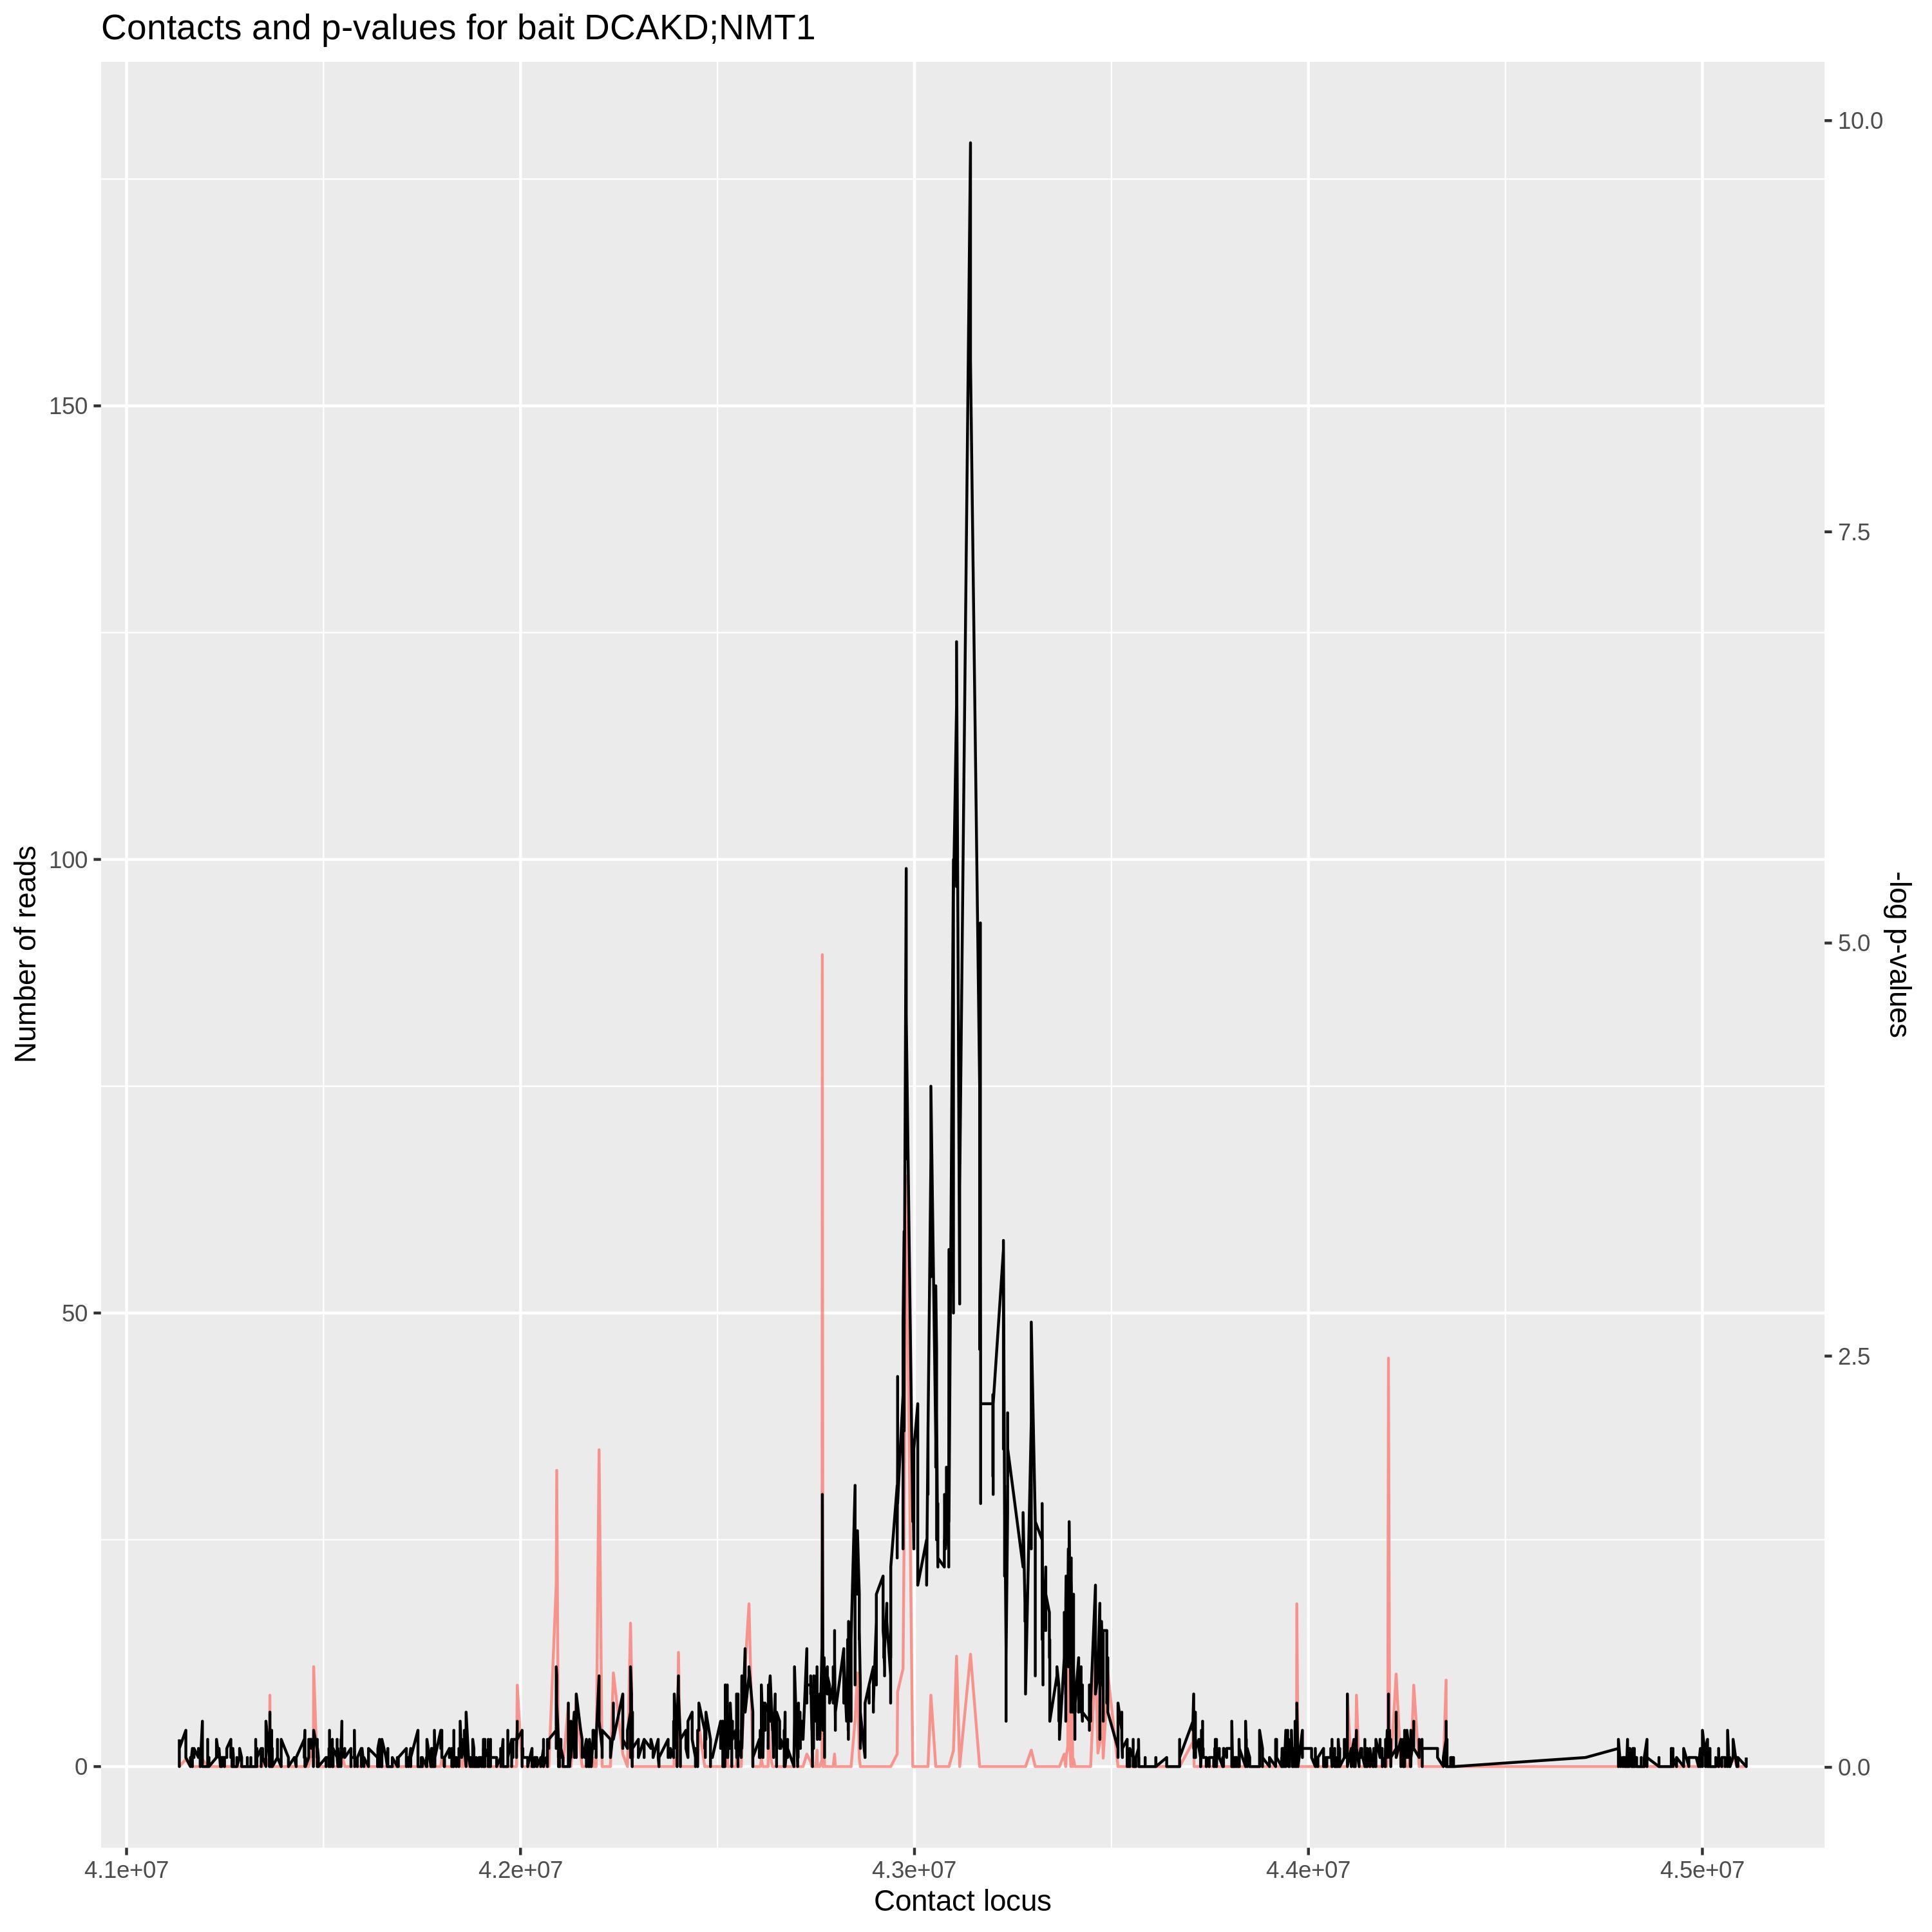 Contacts and p-values for bait DCAKD;NMT1
Number of reads
150
100
50
0
10.0
7.5
5.0
2.5
0.0
-log p-values
4.1e+07 4.2e+07 4.3e+07 4.4e+07 4.5e+07
Contact locus